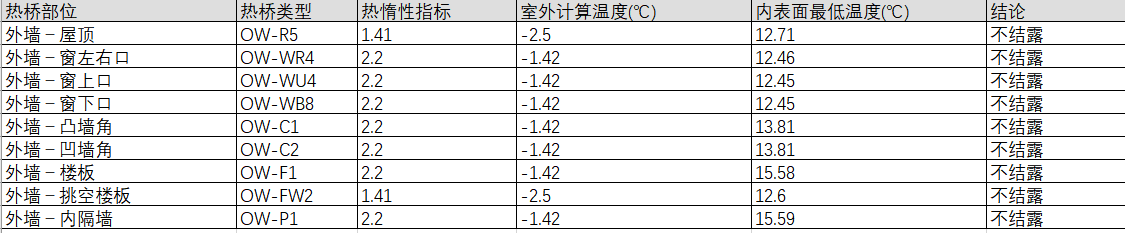 热桥部位 热桥类型 热惰性指标 室外计算温度(℃) 内表面最低温度(℃) 结论
外墙－屋顶 OW-R5 1.41 -2.5 12.71 不结露
外墙－窗左右口 OW-WR4 2.2 -1.42 12.46 不结露
外墙－窗上口 OW-WU4 2.2 -1.42 12.45 不结露
外墙－窗下口 OW-WB8 2.2 -1.42 12.45 不结露
外墙－凸墙角 OW-C1 2.2 -1.42 13.81 不结露
外墙－凹墙角 OW-C2 2.2 -1.42 13.81 不结露
外墙－楼板 OW-F1 2.2 -1.42 15.58 不结露
外墙－挑空楼板 OW-FW2 1.41 -2.5 12.6 不结露
外墙－内隔墙 OW-P1 2.2 -1.42 15.59 不结露